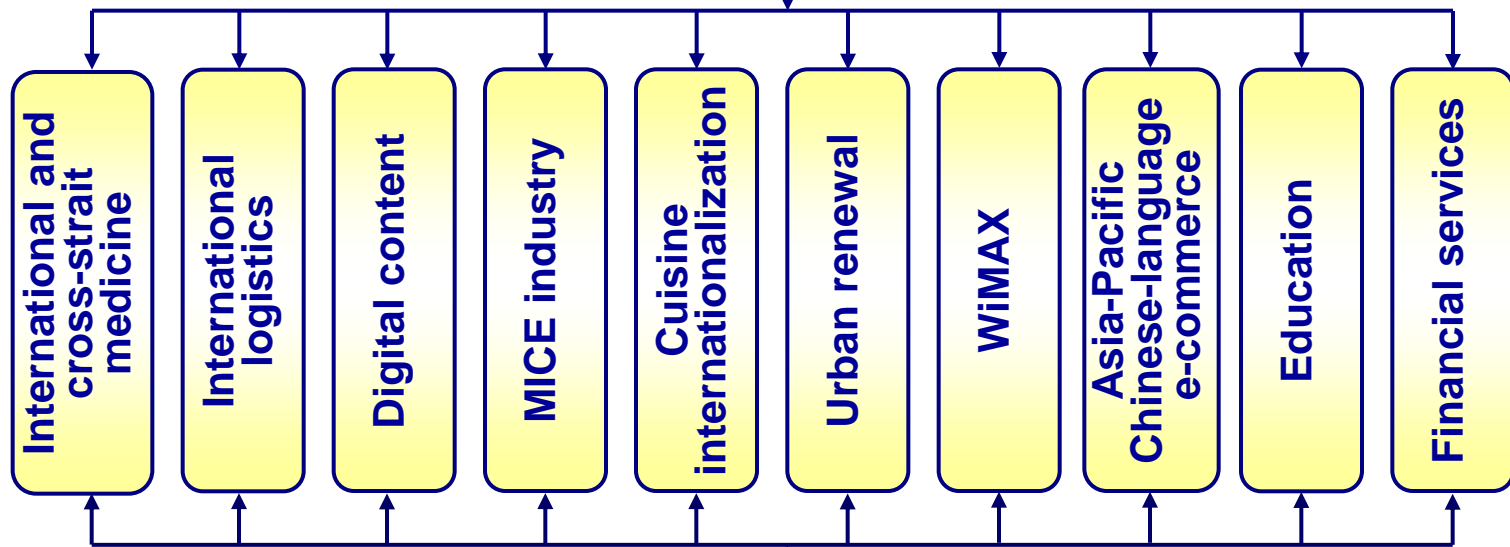 International and
cross-strait
medicine
International
logistics
Digital content
MICE industry
Cuisine
internationalization
Urban renewal
WiMAX
Asia-Pacific
Chinese-language
e-commerce
Education
Financial services